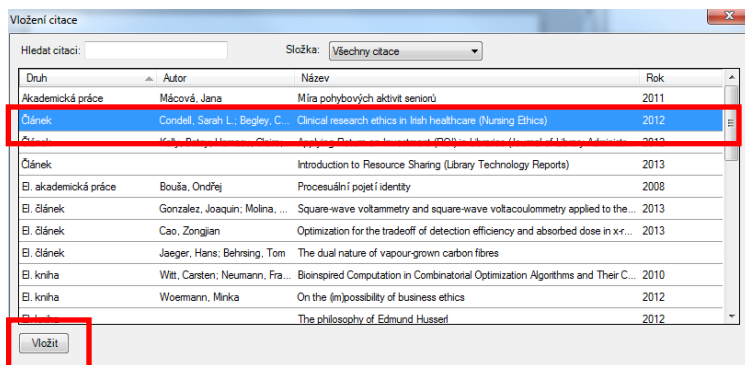 Vložení citace
Hledat citaci: Složka: Všechny citace
Druh Autor Název Rok
Akademická práce Mácová, Jana Míra pohybových aktivit seniorů 2011
Článek Condell, Sarah L.; Begley, C... Clinical research ethics in Irish healthcare (Nursing Ethics) 2012
Článek 2012
Článek Introduction to Resource Sharing (Library Technology Reports) 2013
El. akademická práce Bouša, Ondřej Procesuální pojetí identity 2008
El. článek Gonzalez, Joaquin; Molina, ... Square-wave voltammetry and square-wave voltacoulommetry applied to the... 2013
El. článek Cao, Zongjian Optimization for the tradeoff of detection efficiency and absorbed dose in x-r... 2013
El. článek Jaeger, Hans; Behrsing, Tom The dual nature of vapour-grown carbon fibres
El. kniha Witt, Carsten; Neumann, Fra... Bioinspired Computation in Combinatorial Optimization Algorithms and Their C... 2010
El. kniha Woermann, Minka On the (im)possibility of business ethics 2012
El. kniha The philosophy of Edmund Husserl 2012
Vložit